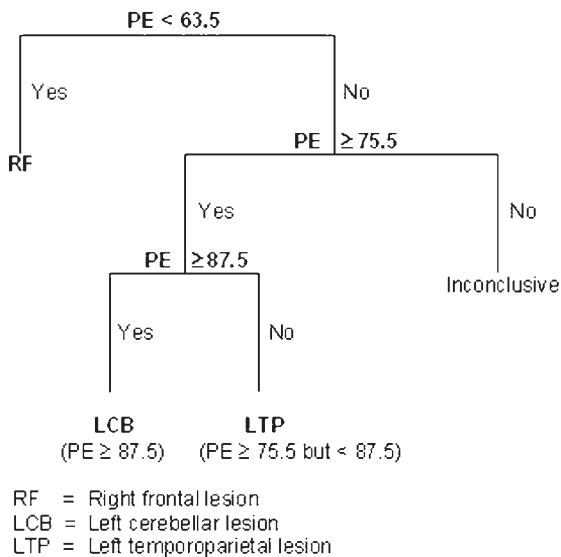 PE < 63.5
Yes
No
RF
PE ≥75.5
Yes
No
PE ≥87.5
Inconclusive
Yes
No
LCB
LTP
(PE ≥ 87.5)
(PE ≥ 75.5 but < 87.5)
RF = Right frontal lesion
LCB = Left cerebellar lesion
LTP = Left temporoparietal lesion